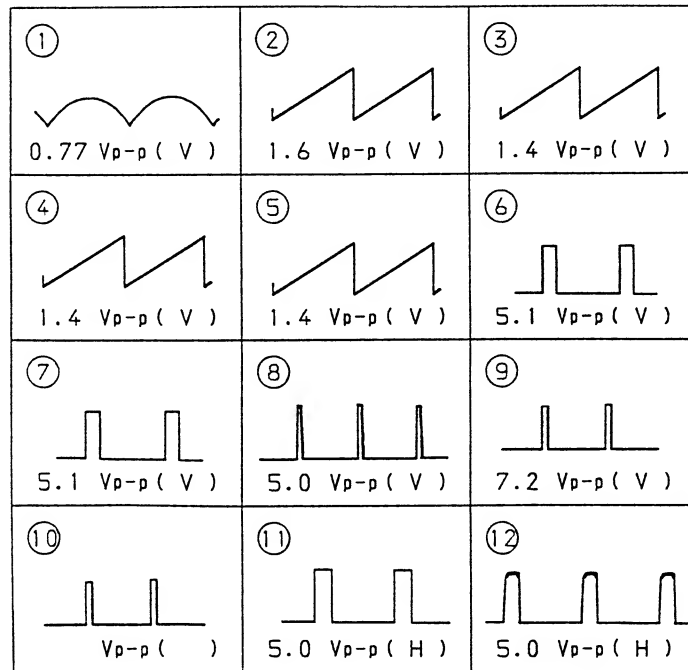 ①
0.77 Vp-p ( V )
②
1.6 Vp-p ( V )
③
1.4 Vp-p ( V )
④
1.4 Vp-p ( V )
⑤
1.4 Vp-p ( V )
⑥
5.1 Vp-p ( V )
⑦
5.1 Vp-p ( V )
⑧
5.0 Vp-p ( V )
⑨
7.2 Vp-p ( V )
⑩
Vp-p ( )
⑪
5.0 Vp-p ( H )
⑫
5.0 Vp-p ( H )